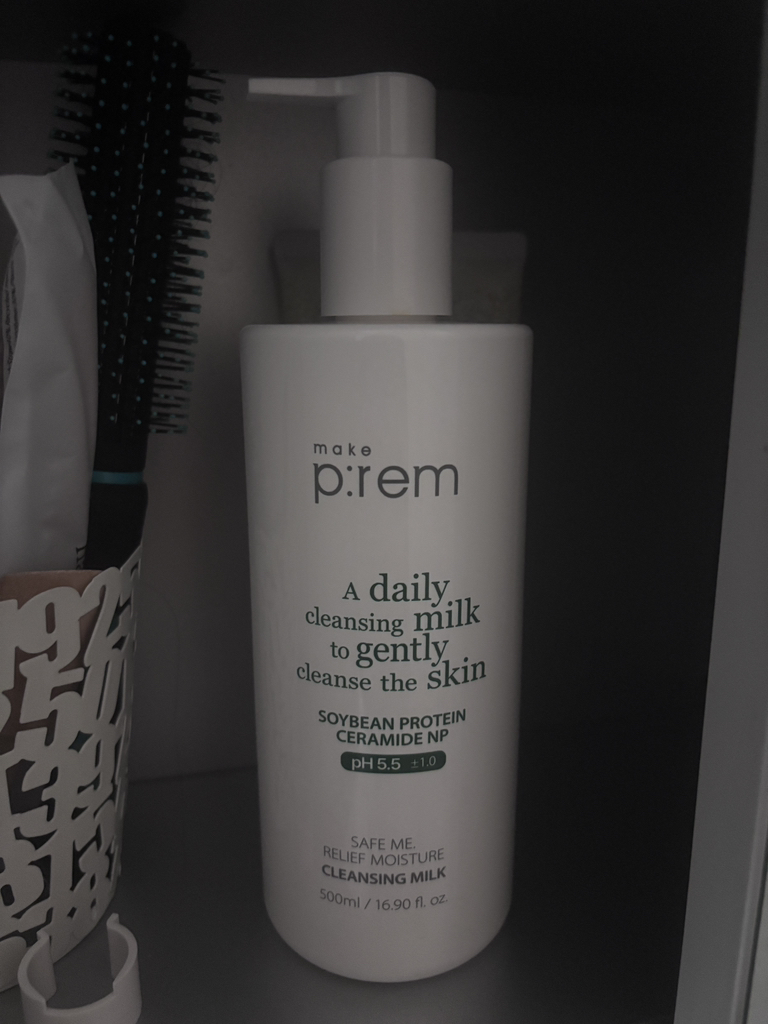 make
p:rem
A daily
cleansing milk
to gently
cleanse the skin
SOYBEAN PROTEIN
CERAMIDE NP
pH 5.5 ±1.0
SAFE ME.
RELIEF MOISTURE
CLEANSING MILK
500ml / 16.90 fl. oz.